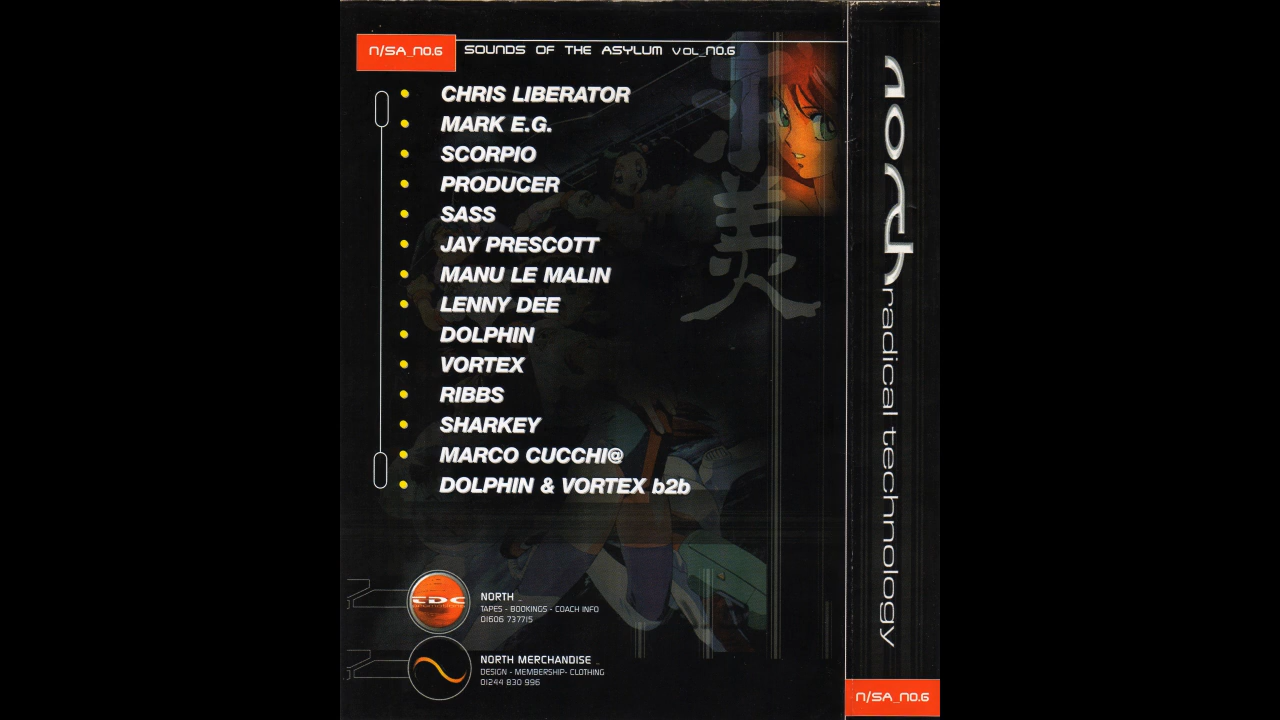 n/SA_no.6
SOUNDS OF THE ASYLUM VOL_no.6
CHRIS LIBERATOR
MARK E.G.
SCORPIO
PRODUCER
SASS
JAY PRESCOTT
MANU LE MALIN
LENNY DEE
DOLPHIN
VORTEX
RIBBS
SHARKEY
MARCO CUCCHI@
DOLPHIN & VORTEX b2b
美
NORTH
TAPES - BOOKINGS - COACH INFO
01606 737715
NORTH MERCHANDISE
DESIGN - MEMBERSHIP- CLOTHING
01244 830 996
north
radical technology
n/SA_no.6